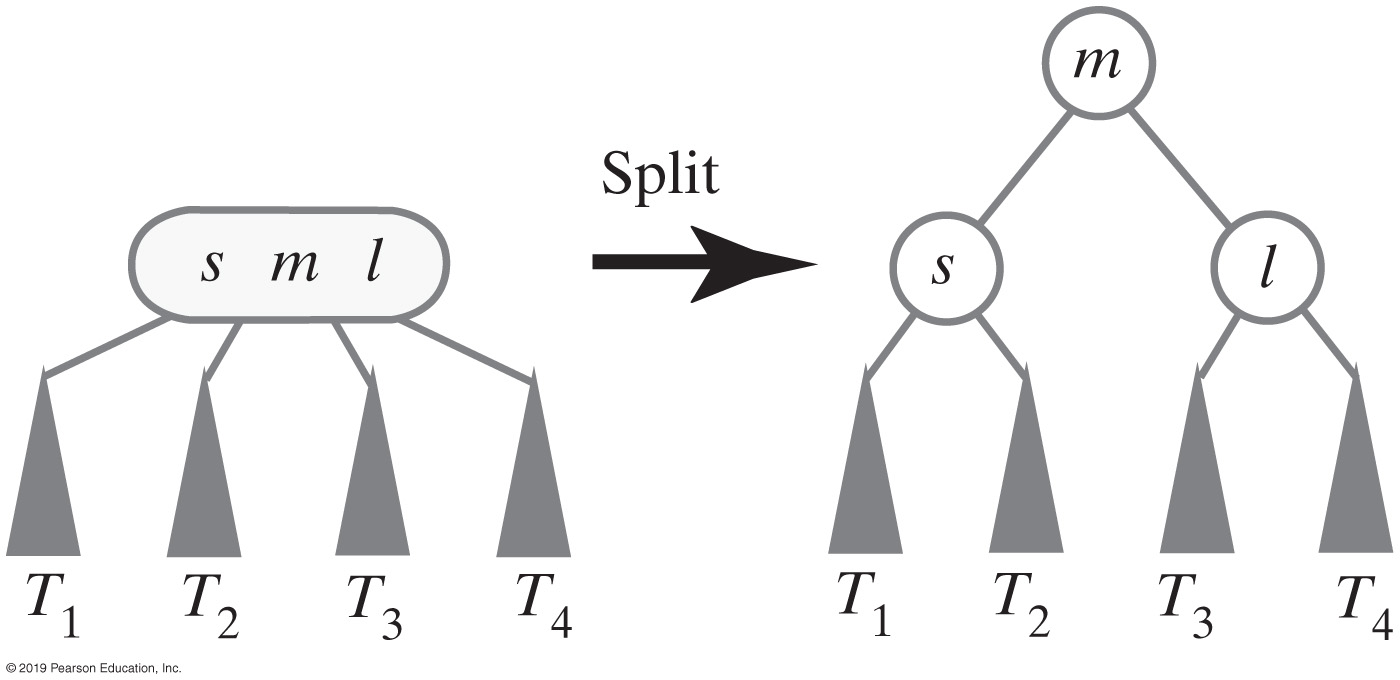 m
Split
s m l
s
l
T1
T2
T3
T4
T1
T2
T3
T4
© 2019 Pearson Education, Inc.